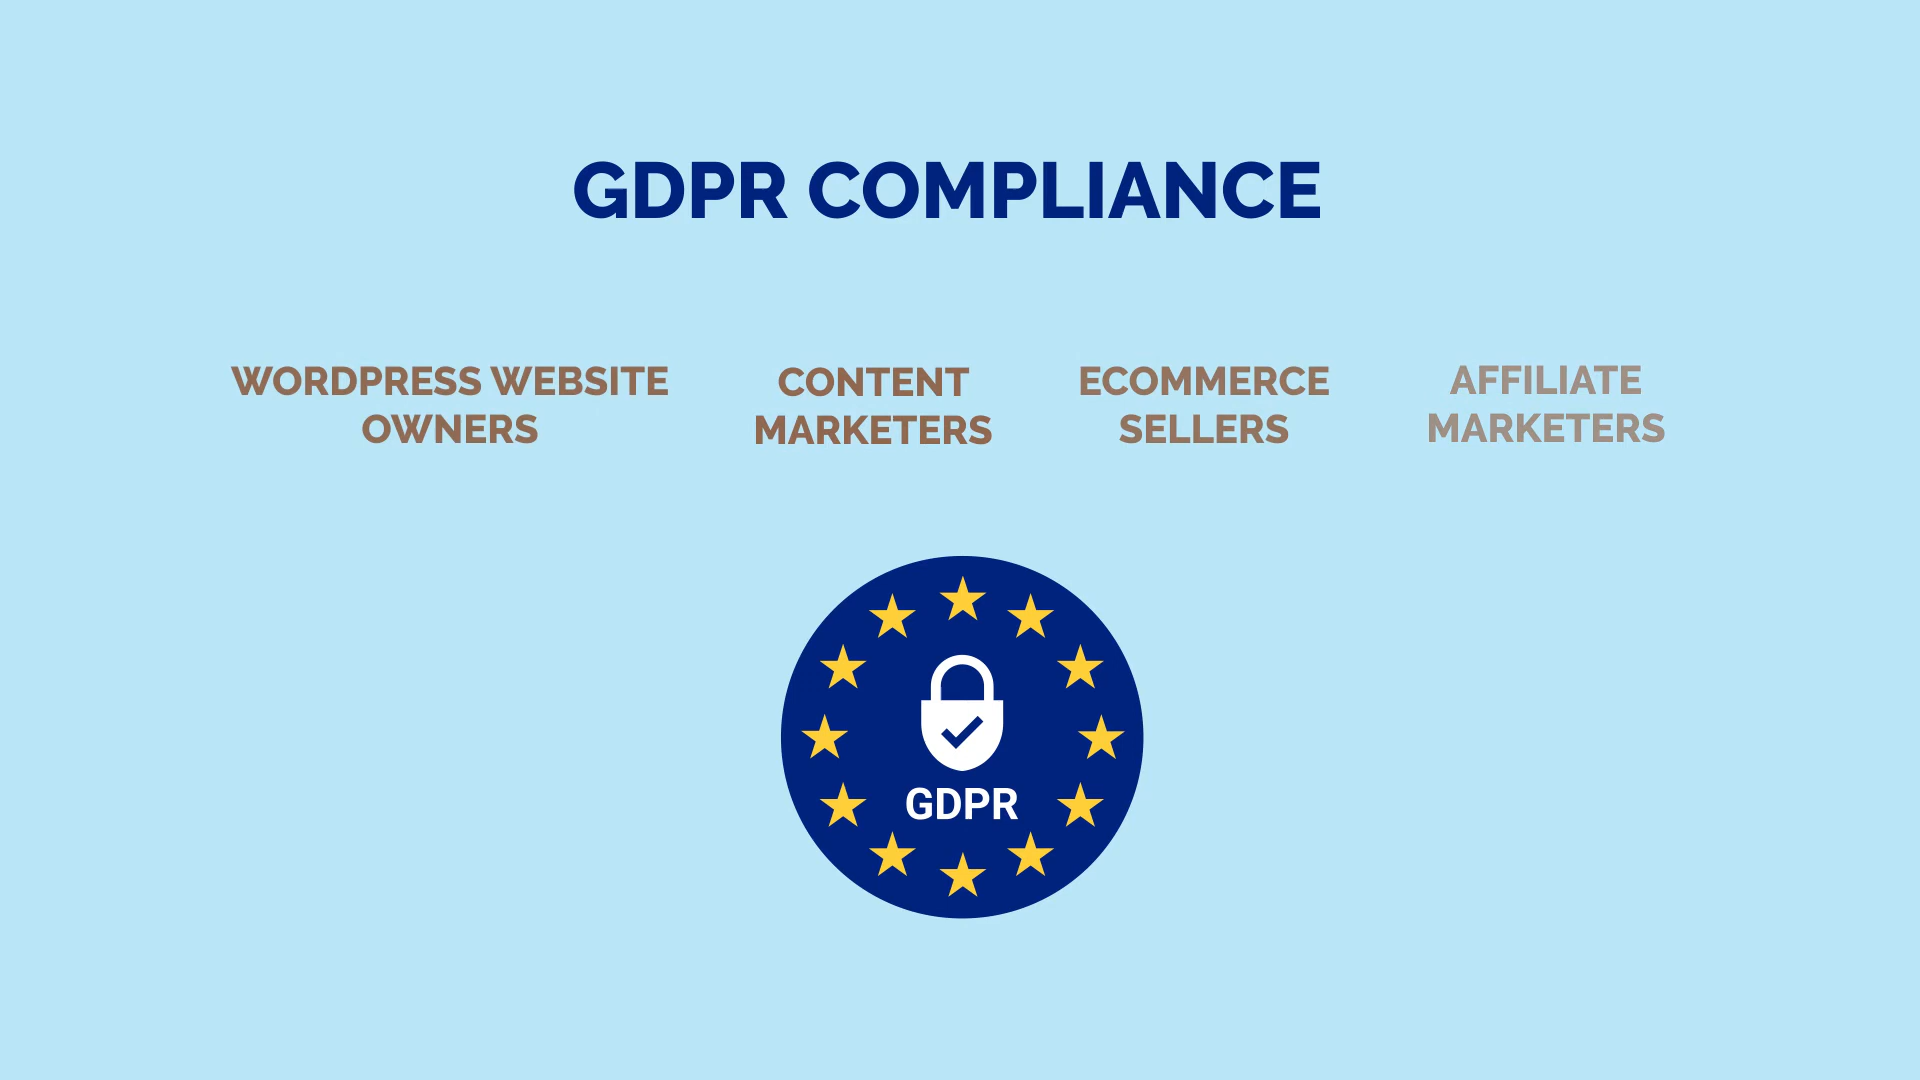 GDPR COMPLIANCE
WORDPRESS WEBSITE
OWNERS
CONTENT
MARKETERS
ECOMMERCE
SELLERS
AFFILIATE
MARKETERS
GDPR